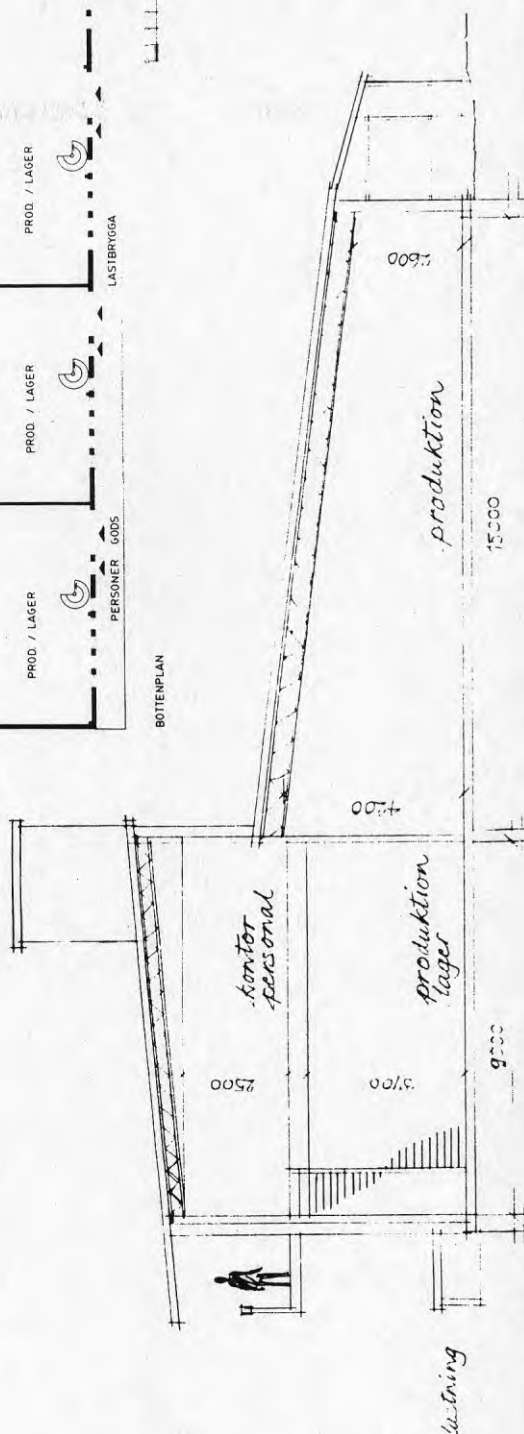 PROD. / LAGER
PROD. / LAGER
PROD. / LAGER
PERSONER GODS
LASTBRYGGA
BOTTENPLAN
kontor
personal
2500
produktion
lager
3700
9000
produktion
4200
2600
15000